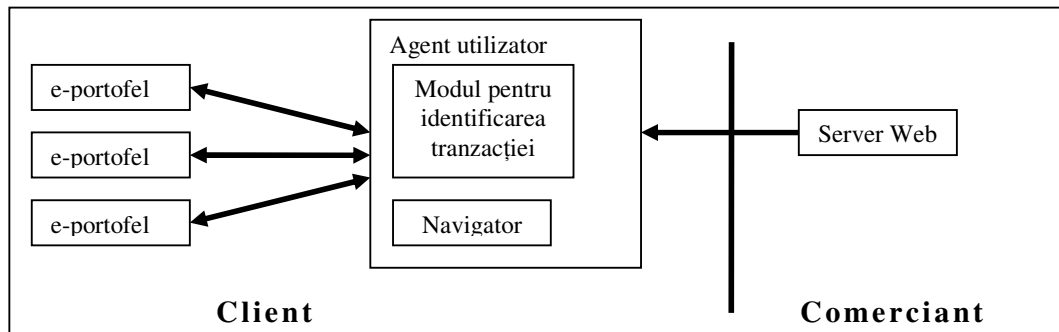 Agent utilizator
e-portofel
e-portofel
e-portofel
Modul pentru
identificarea
tranzacției
Navigator
Server Web
Client
Comerciant